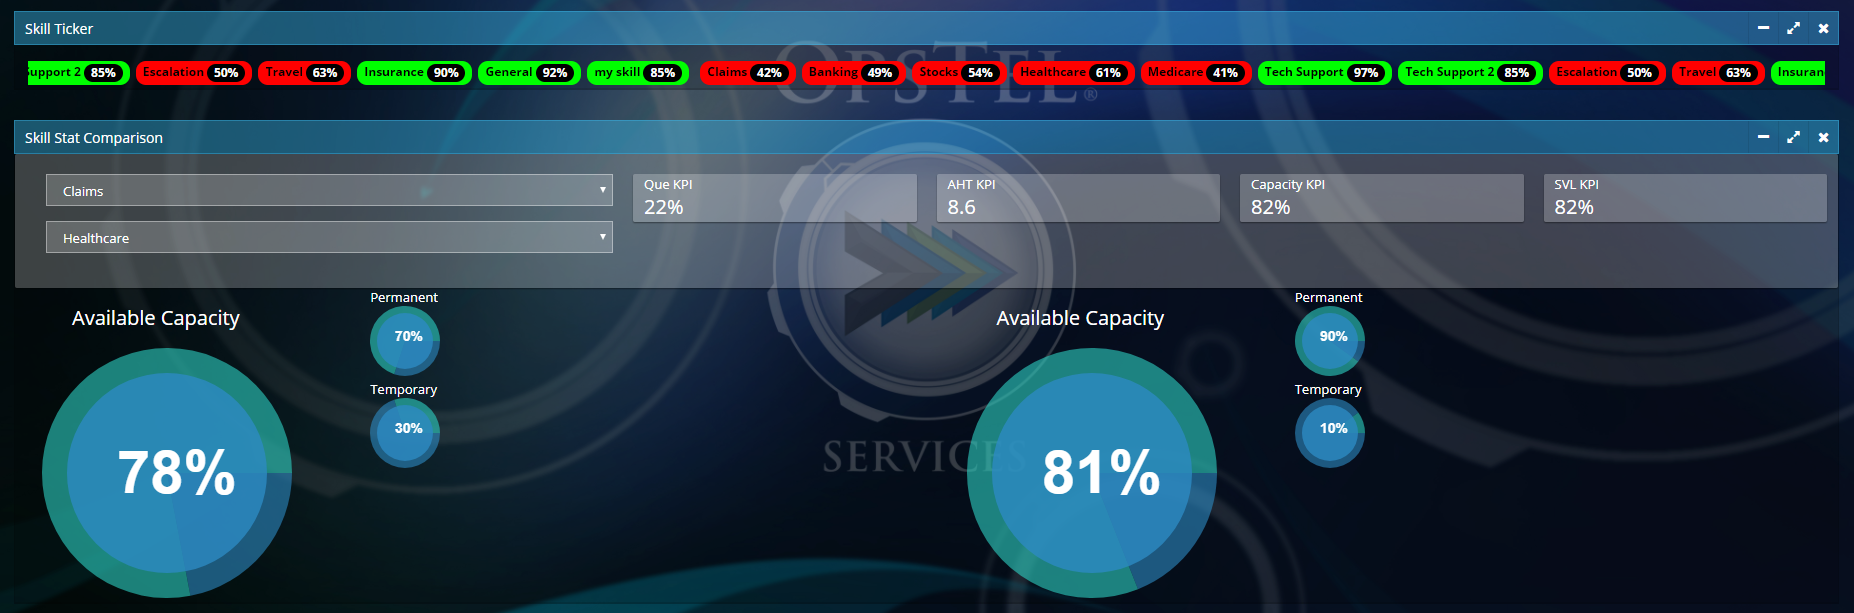 Skill Ticker
Support 2 85% Escalation 50% Travel 63% Insurance 90% General 92% my skill 85% Claims 42% Banking 49% Stocks 54% Healthcare 61% Medicare 41% Tech Support 97% Tech Support 2 85% Escalation 50% Travel 63% Insuran
OPSTEL®
Skill Stat Comparison
Claims
Healthcare
Que KPI
22%
AHT KPI
8.6
Capacity KPI
82%
SVL KPI
82%
Available Capacity
78%
Permanent
70%
Temporary
30%
SERVICES
Available Capacity
81%
Permanent
90%
Temporary
10%